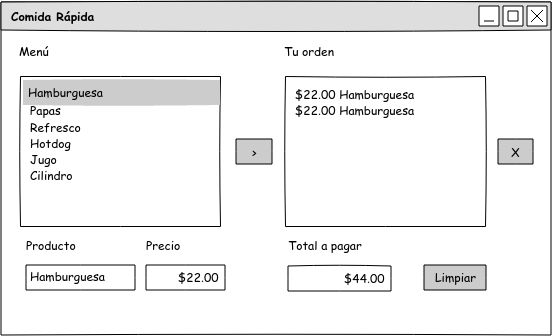 Comida Rápida
Menú
Tu orden
Hamburguesa
Papas
Refresco
Hotdog
Jugo
Cilindro
>
$22.00 Hamburguesa
$22.00 Hamburguesa
X
Producto
Precio
Total a pagar
Hamburguesa
$22.00
$44.00
Limpiar